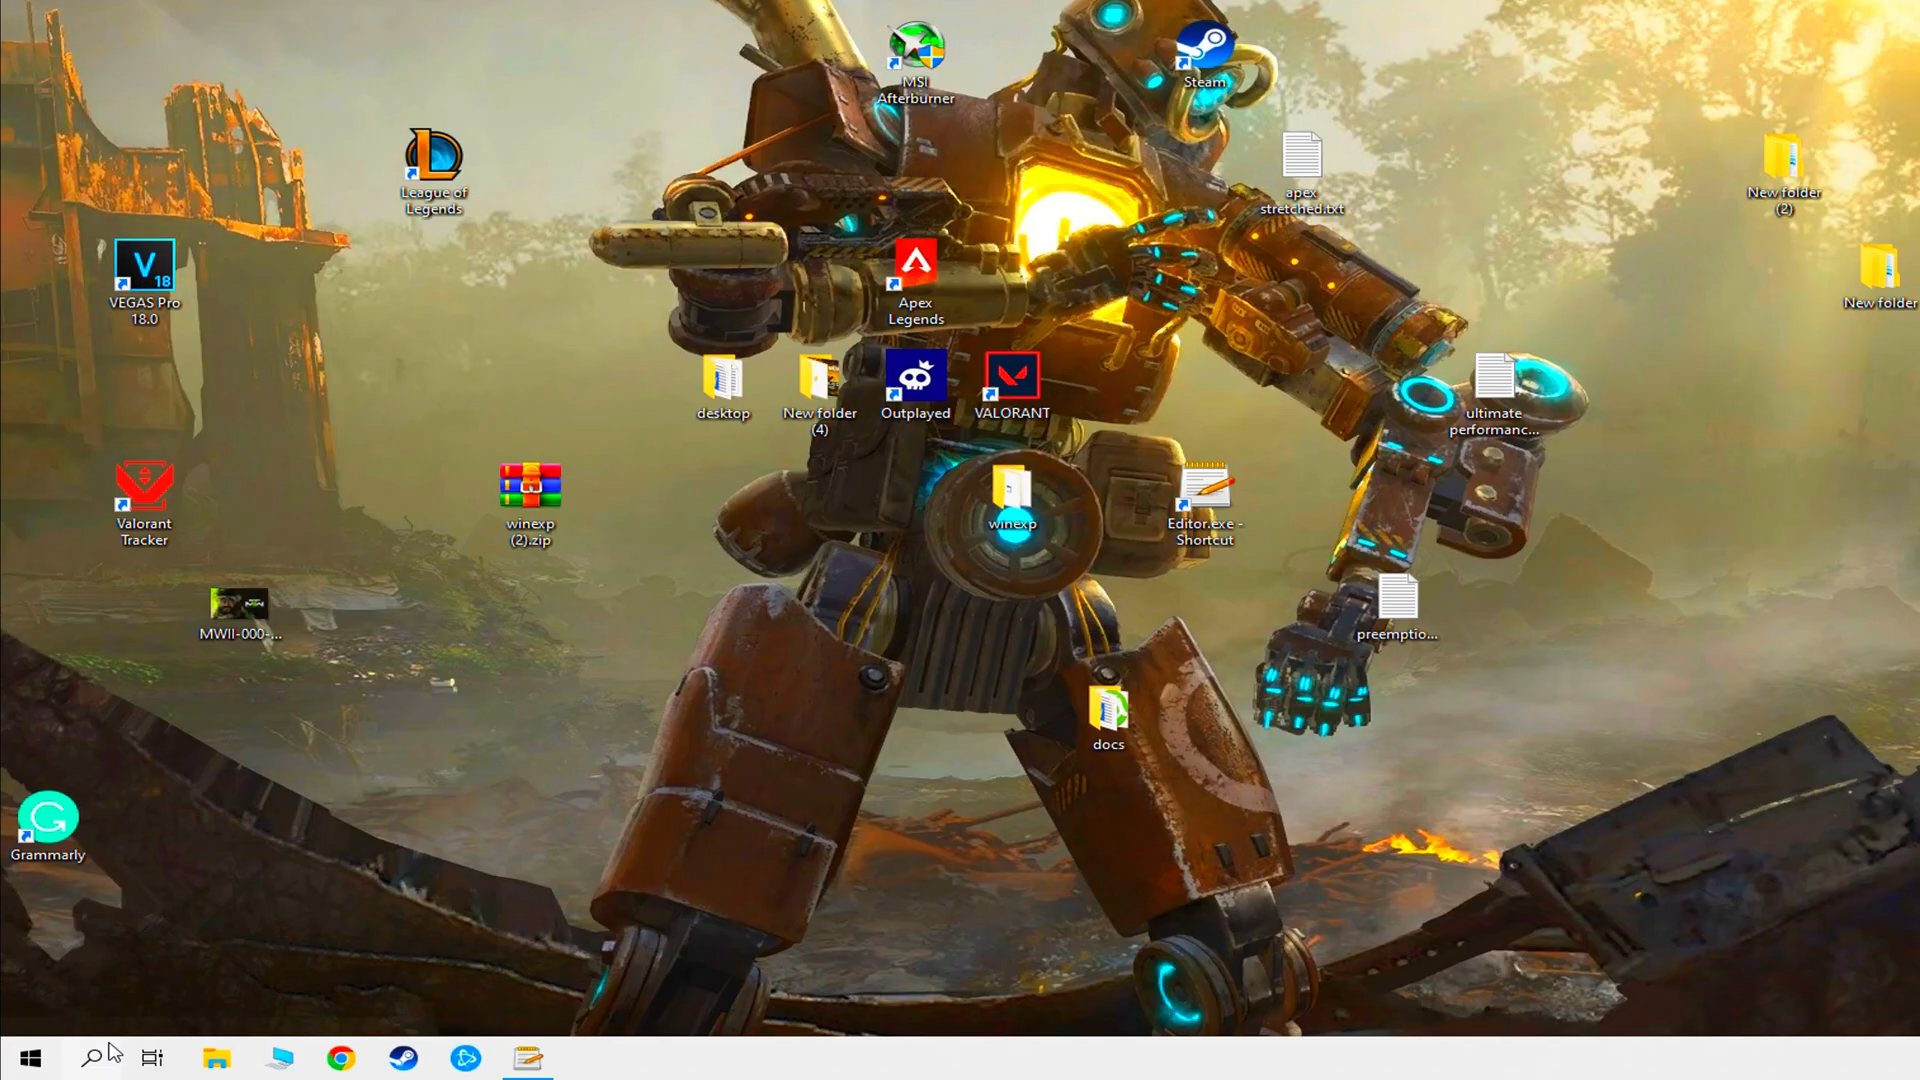 MSI
Afterburner
Steam
League of
Legends
apex
stretched.txt
New folder
(2)
V
18
VEGAS Pro
18.0
Apex
Legends
New folder
desktop
New folder
(4)
Outplayed
VALORANT
ultimate
performanc...
Valorant
Tracker
winexp
(2).zip
winexp
Editor.exe -
Shortcut
MWII-000-...
preemptio...
docs
Grammarly